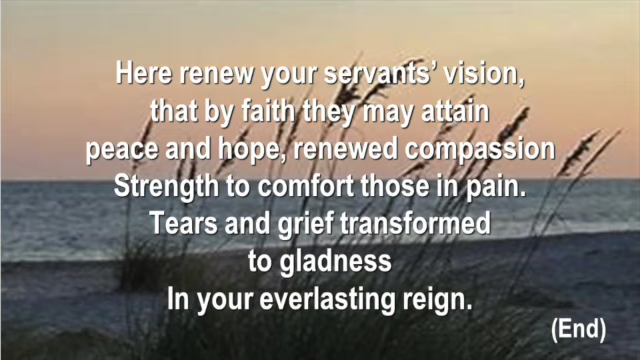 Here renew your servants’ vision,
that by faith they may attain
peace and hope, renewed compassion
Strength to comfort those in pain.
Tears and grief transformed
to gladness
In your everlasting reign.
(End)